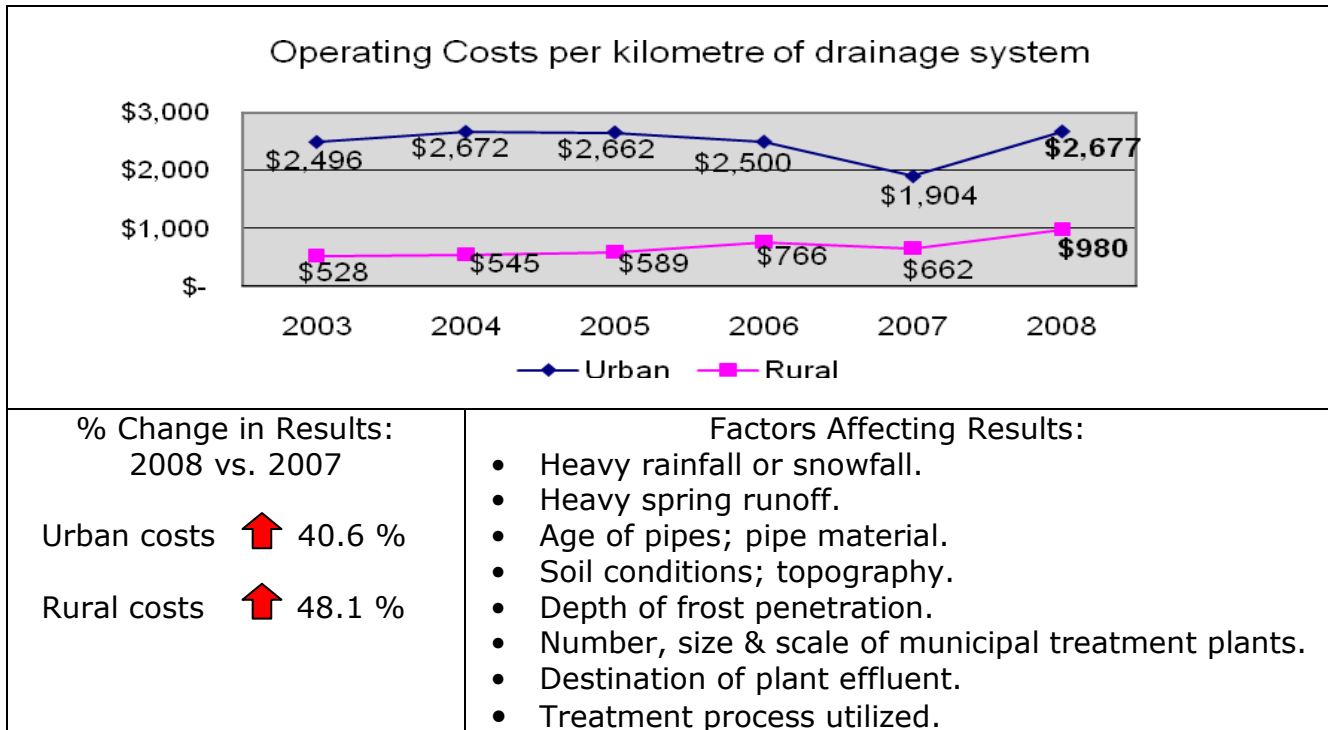 Operating Costs per kilometre of drainage system
$3,000
$2,000
$1,000
$-
$2,496
$2,672
$2,662
$2,500
$1,904
$2,677
$528
$545
$589
$766
$662
$980
2003 2004 2005 2006 2007 2008
Urban Rural
% Change in Results:
2008 vs. 2007
Urban costs 40.6 %
Rural costs 48.1 %
Factors Affecting Results:
• Heavy rainfall or snowfall.
• Heavy spring runoff.
• Age of pipes; pipe material.
• Soil conditions; topography.
• Depth of frost penetration.
• Number, size & scale of municipal treatment plants.
• Destination of plant effluent.
• Treatment process utilized.